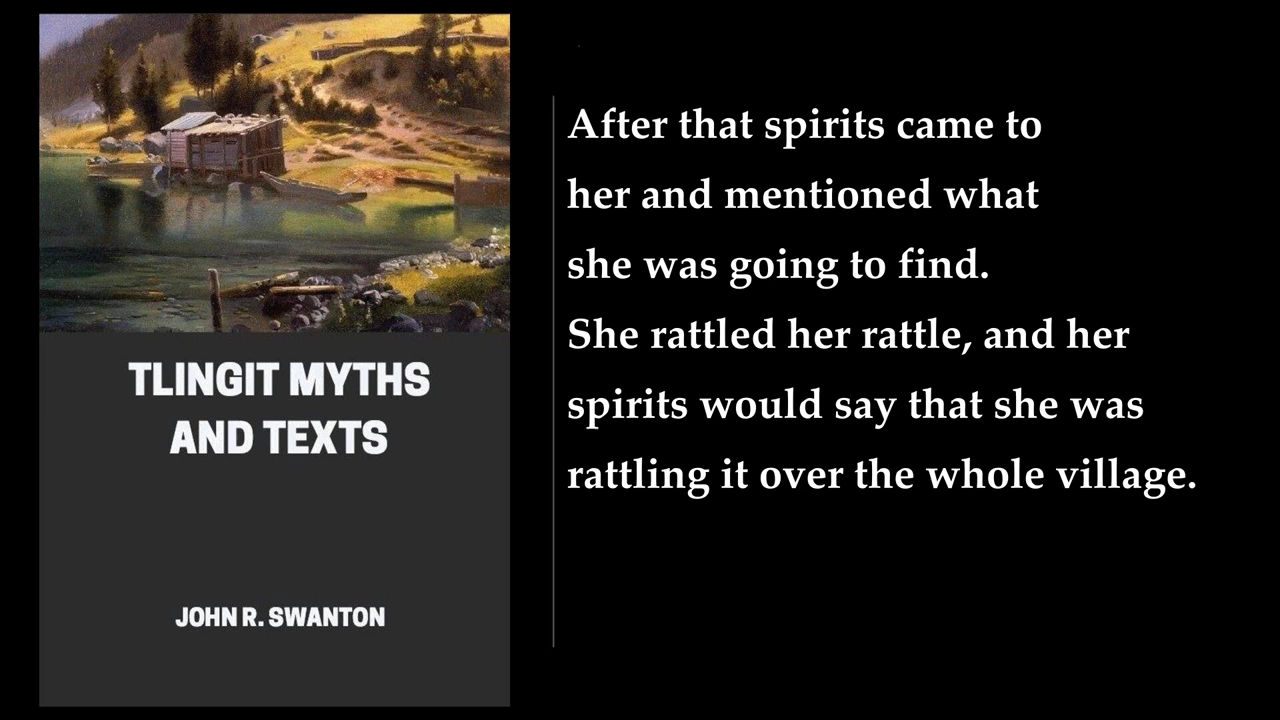 TLINGIT MYTHS
AND TEXTS
JOHN R. SWANTON
After that spirits came to
her and mentioned what
she was going to find.
She rattled her rattle, and her
spirits would say that she was
rattling it over the whole village.